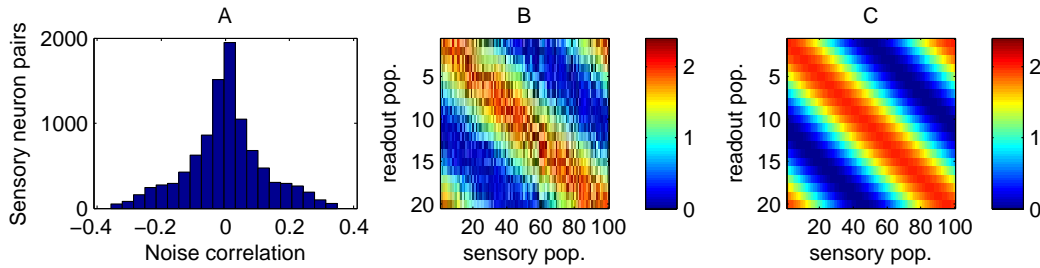 A
Sensory neuron pairs
2000
1000
0
−0.4 −0.2 0 0.2 0.4
Noise correlation
B
readout pop.
5
10
15
20
20 40 60 80 100
sensory pop.
2
1
0
C
readout pop.
5
10
15
20
20 40 60 80 100
sensory pop.
2
1
0